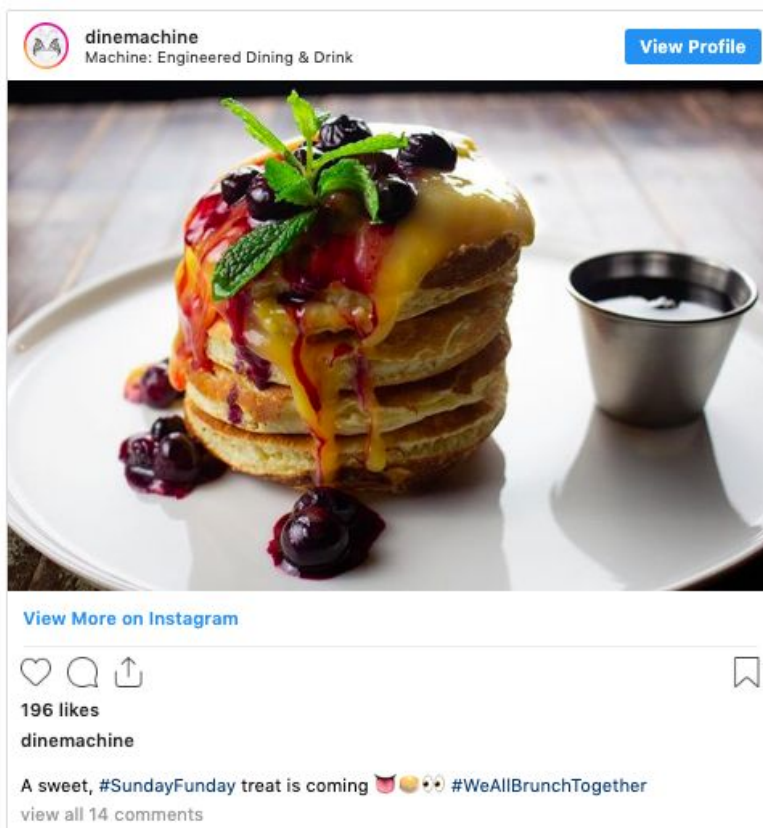 dinemachine
Machine: Engineered Dining & Drink
View Profile
View More on Instagram
196 likes
dinemachine
A sweet, #SundayFunday treat is coming 👅🥞👀 #WeAllBrunchTogether
view all 14 comments